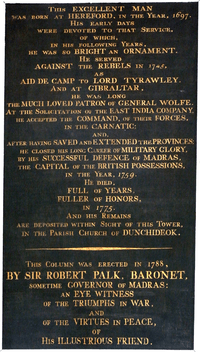 THIS EXCELLENT MAN
WAS BORN AT HEREFORD, IN THE YEAR, 1697.
HIS EARLY DAYS
WERE DEVOTED TO THAT SERVICE,
OF WHICH,
IN HIS FOLLOWING YEARS,
HE WAS SO BRIGHT AN ORNAMENT.
HE SERVED
AGAINST THE REBELS IN 1745,
AS
AID DE CAMP TO LORD TYRAWLEY.
AND AT GIBRALTAR,
HE WAS LONG
THE MUCH LOVED PATRON OF GENERAL WOLFE.
AT THE SOLICITATION OF THE EAST INDIA COMPANY,
HE ACCEPTED THE COMMAND, OF THEIR FORCES,
IN THE CARNATIC:
AND,
AFTER HAVING SAVED AND EXTENDED THE PROVINCES:
HE CLOSED HIS LONG CAREER OF MILITARY GLORY,
BY HIS SUCCESSFUL DEFENCE OF MADRAS,
THE CAPITAL OF THE BRITISH POSSESSIONS,
IN THE YEAR, 1759.
HE DIED,
FULL OF YEARS,
FULLER OF HONORS,
IN 1775.
AND HIS REMAINS
ARE DEPOSITED WITHIN SIGHT OF THIS TOWER,
IN THE PARISH CHURCH OF DUNCHIDEOK.
THIS COLUMN WAS ERECTED IN 1788,
BY SIR ROBERT PALK, BARONET,
SOMETIME GOVERNOR OF MADRAS:
AN EYE WITNESS
OF THE TRIUMPHS IN WAR,
AND
OF THE VIRTUES IN PEACE,
OF
HIS ILLUSTRIOUS FRIEND.